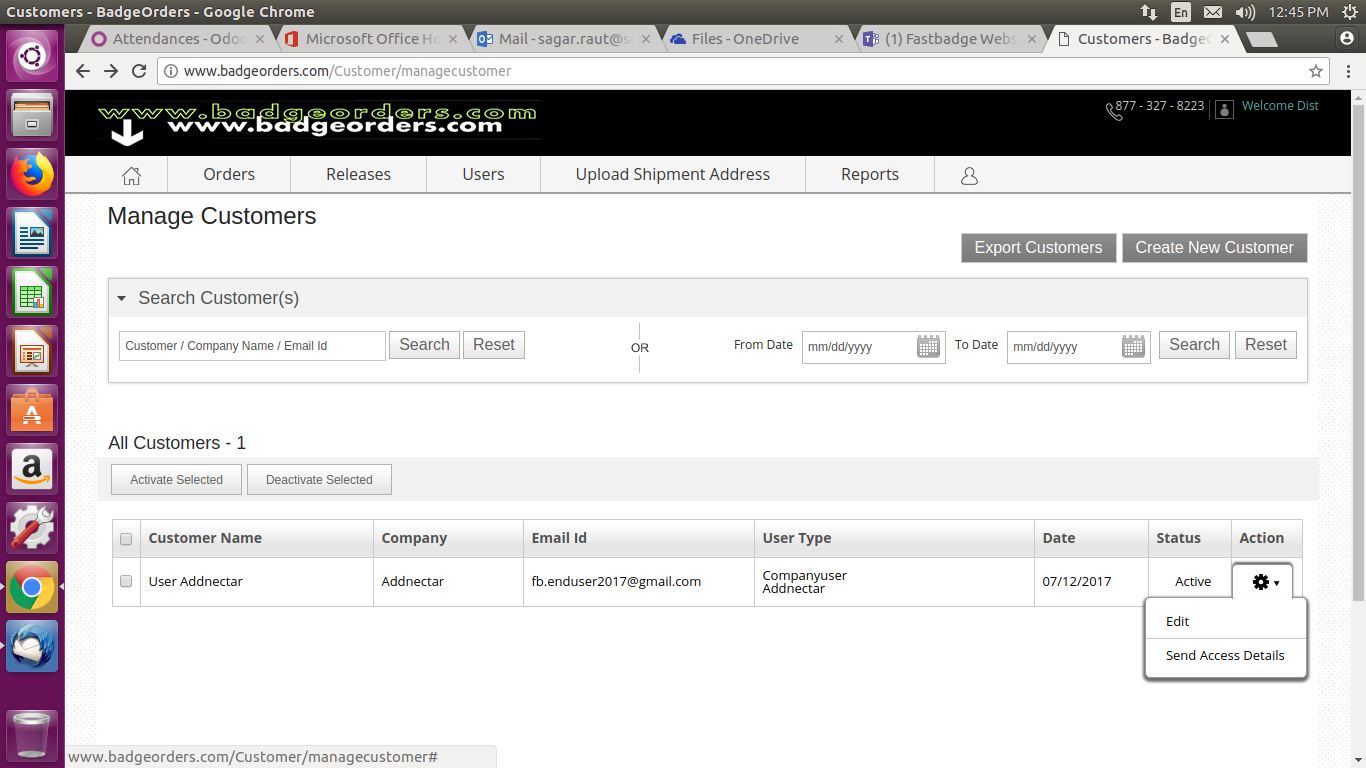 Customers - BadgeOrders - Google Chrome
En
12:45 PM
Attendances - Odoo
Microsoft Office Ho
Mail - sagar.raut@s
Files - OneDrive
(1) Fastbadge Webs
Customers - BadgeO
www.badgeorders.com/Customer/managecustomer
www.badgeorders.com
www.badgeorders.com
877 - 327 - 8223
Welcome Dist
Orders
Releases
Users
Upload Shipment Address
Reports
Manage Customers
Export Customers
Create New Customer
Search Customer(s)
Customer / Company Name / Email Id
Search
Reset
OR
From Date
mm/dd/yyyy
To Date
mm/dd/yyyy
Search
Reset
All Customers - 1
Activate Selected
Deactivate Selected
Customer Name
Company
Email Id
User Type
Date
Status
Action
User Addnectar
Addnectar
fb.enduser2017@gmail.com
Companyuser
Addnectar
07/12/2017
Active
Edit
Send Access Details
www.badgeorders.com/Customer/managecustomer#